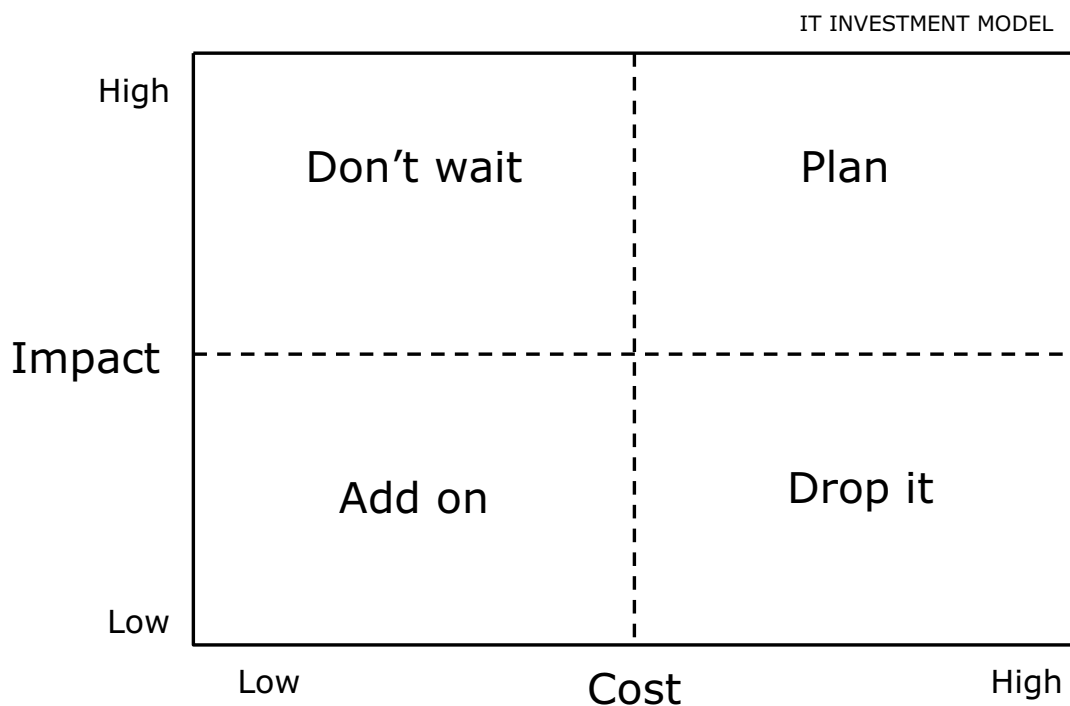 IT INVESTMENT MODEL
High
Don’t wait
Plan
Impact
Add on
Drop it
Low
Low
Cost
High